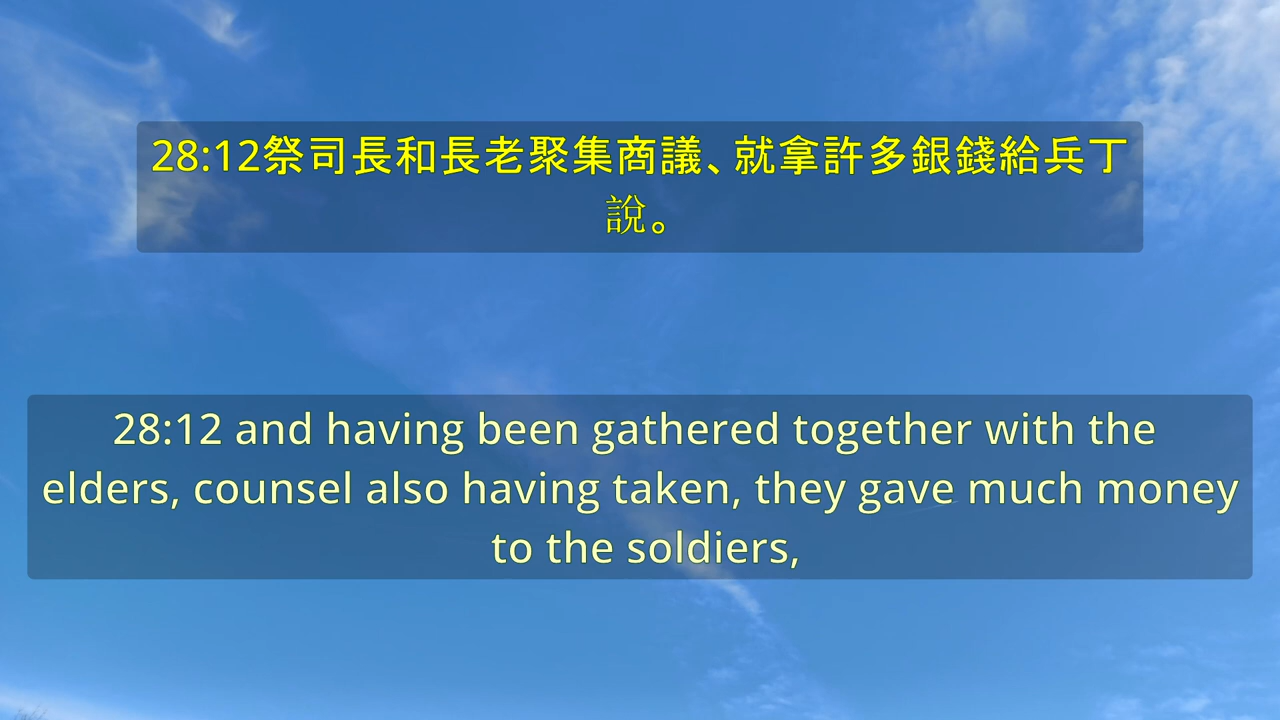 28:12祭司長和長老聚集商議、就拿許多銀錢給兵丁
說。
28:12 and having been gathered together with the
elders, counsel also having taken, they gave much money
to the soldiers,